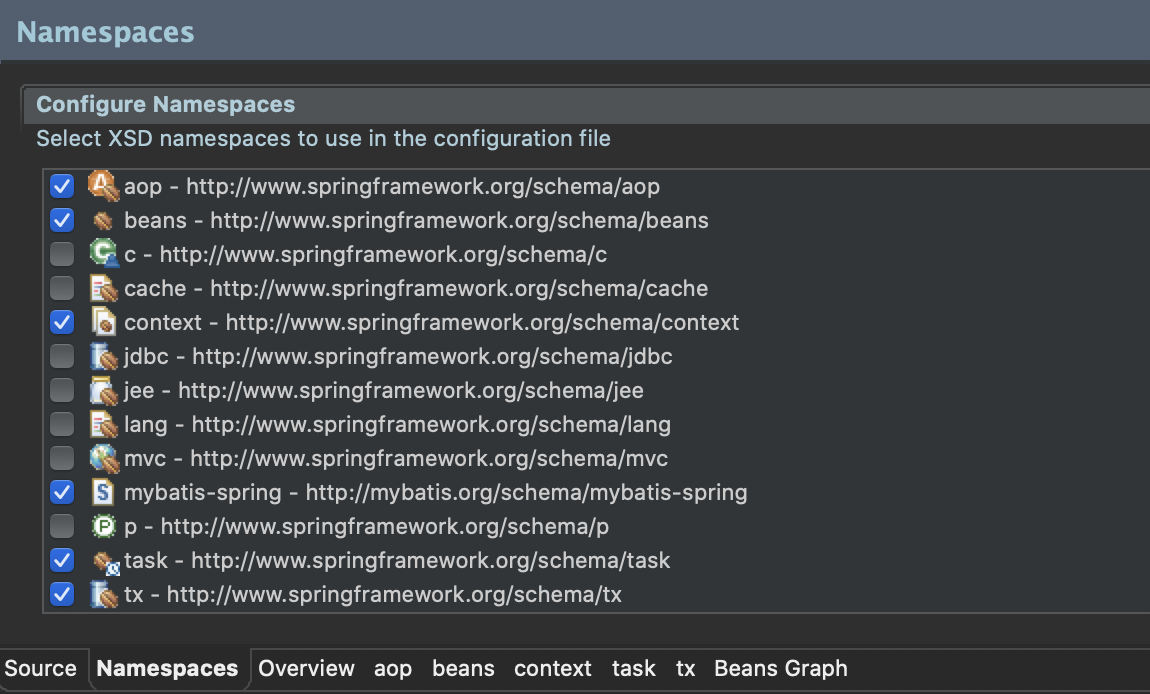 Namespaces
Configure Namespaces
Select XSD namespaces to use in the configuration file
aop - http://www.springframework.org/schema/aop
beans - http://www.springframework.org/schema/beans
c - http://www.springframework.org/schema/c
cache - http://www.springframework.org/schema/cache
context - http://www.springframework.org/schema/context
jdbc - http://www.springframework.org/schema/jdbc
jee - http://www.springframework.org/schema/jee
lang - http://www.springframework.org/schema/lang
mvc - http://www.springframework.org/schema/mvc
mybatis-spring - http://mybatis.org/schema/mybatis-spring
p - http://www.springframework.org/schema/p
task - http://www.springframework.org/schema/task
tx - http://www.springframework.org/schema/tx
Source Namespaces Overview aop beans context task tx Beans Graph